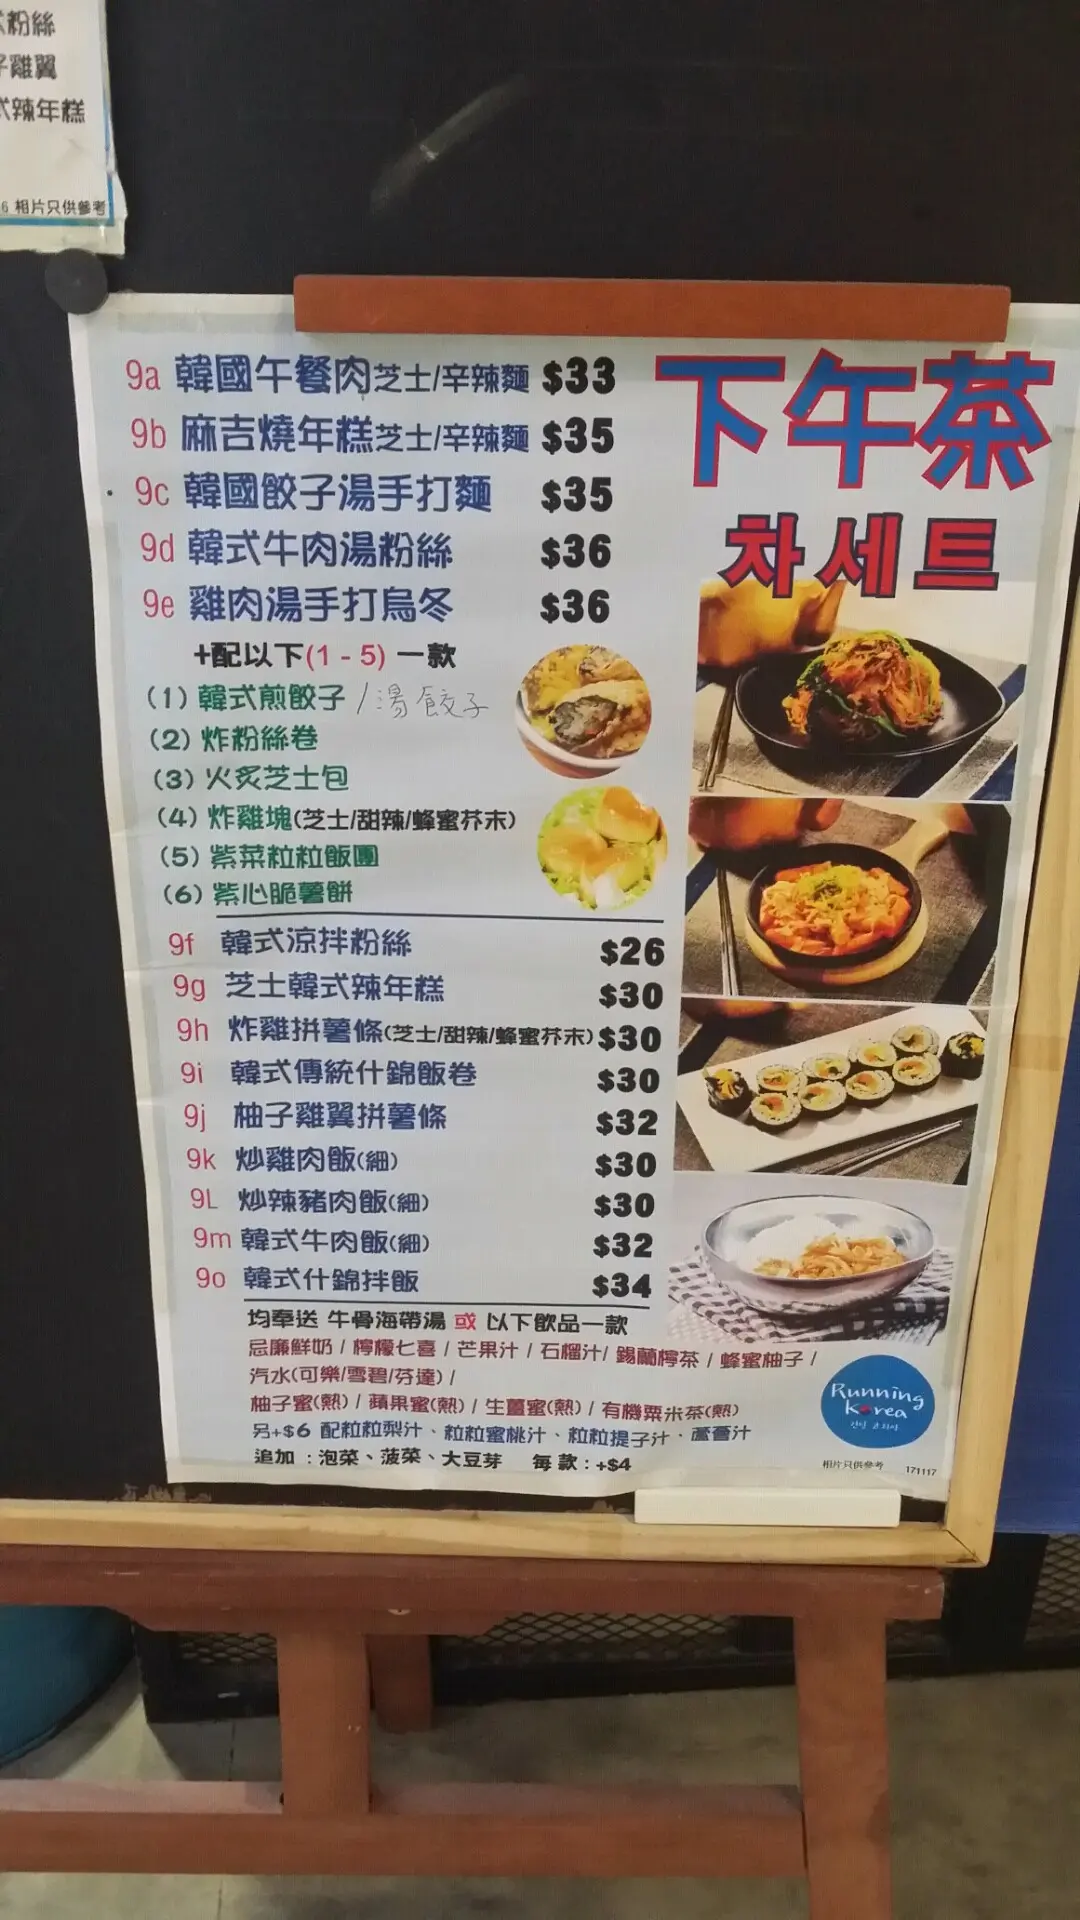 粉絲
雞翼
辣年糕
6 相片只供參考
下午茶
차세트
9a 韓國午餐肉芝士/辛辣麵 $33
9b 麻吉燒年糕芝士/辛辣麵 $35
9c 韓國餃子湯手打麵 $35
9d 韓式牛肉湯粉絲 $36
9e 雞肉湯手打烏冬 $36
+配以下(1 - 5) 一款
(1) 韓式煎餃子 /湯餃子
(2) 炸粉絲卷
(3) 火炙芝士包
(4) 炸雞塊(芝士/甜辣/蜂蜜芥末)
(5) 紫菜粒粒飯團
(6) 紫心脆薯餅
9f 韓式涼拌粉絲 $26
9g 芝士韓式辣年糕 $30
9h 炸雞拼薯條(芝士/甜辣/蜂蜜芥末) $30
9i 韓式傳統什錦飯卷 $30
9j 柚子雞翼拼薯條 $32
9k 炒雞肉飯(細) $30
9L 炒辣豬肉飯(細) $30
9m 韓式牛肉飯(細) $32
9o 韓式什錦拌飯 $34
均奉送 牛骨海帶湯 或 以下飲品一款
忌廉鮮奶 / 檸檬七喜 / 芒果汁 / 石榴汁/ 錫蘭檸茶 / 蜂蜜柚子 /
汽水(可樂/雪碧/芬達) /
柚子蜜(熱) / 蘋果蜜(熱) / 生薑蜜(熱) / 有機粟米茶(熱)
另+$6 配粒粒梨汁、粒粒蜜桃汁、粒粒提子汁、蘆薈汁
追加 : 泡菜、菠菜、大豆芽 每款 : +$4
Running
Korea
相片只供參考 171117